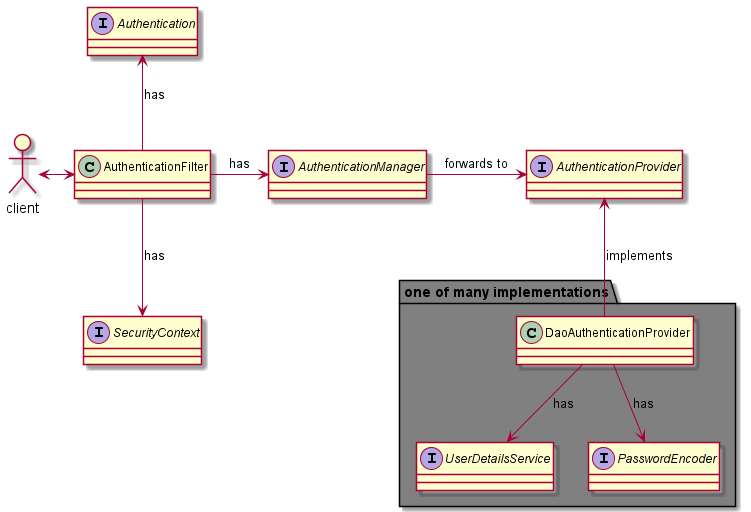 I Authentication
has
C AuthenticationFilter
has
I AuthenticationManager
forwards to
I AuthenticationProvider
client
has
implements
I SecurityContext
one of many implementations
C DaoAuthenticationProvider
has
has
I UserDetailsService
I PasswordEncoder